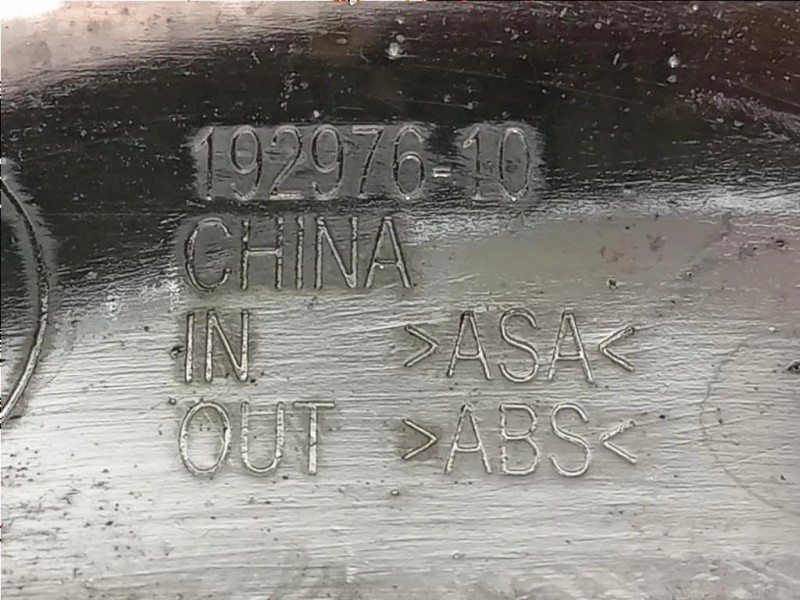 192976-10
CHINA
IN >ASA<
OUT >ABS<